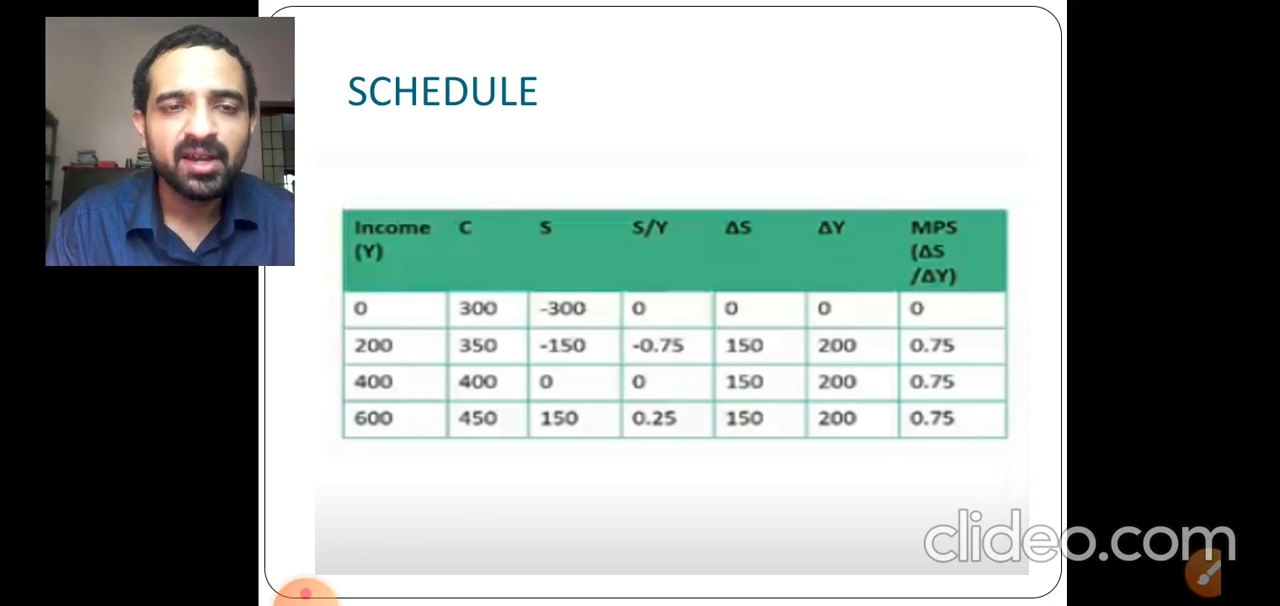 SCHEDULE
Income (Y) C S S/Y ΔS ΔY MPS (ΔS /ΔY)
0 300 -300 0 0 0 0
200 350 -150 -0.75 150 200 0.75
400 400 0 0 150 200 0.75
600 450 150 0.25 150 200 0.75
clideo.com